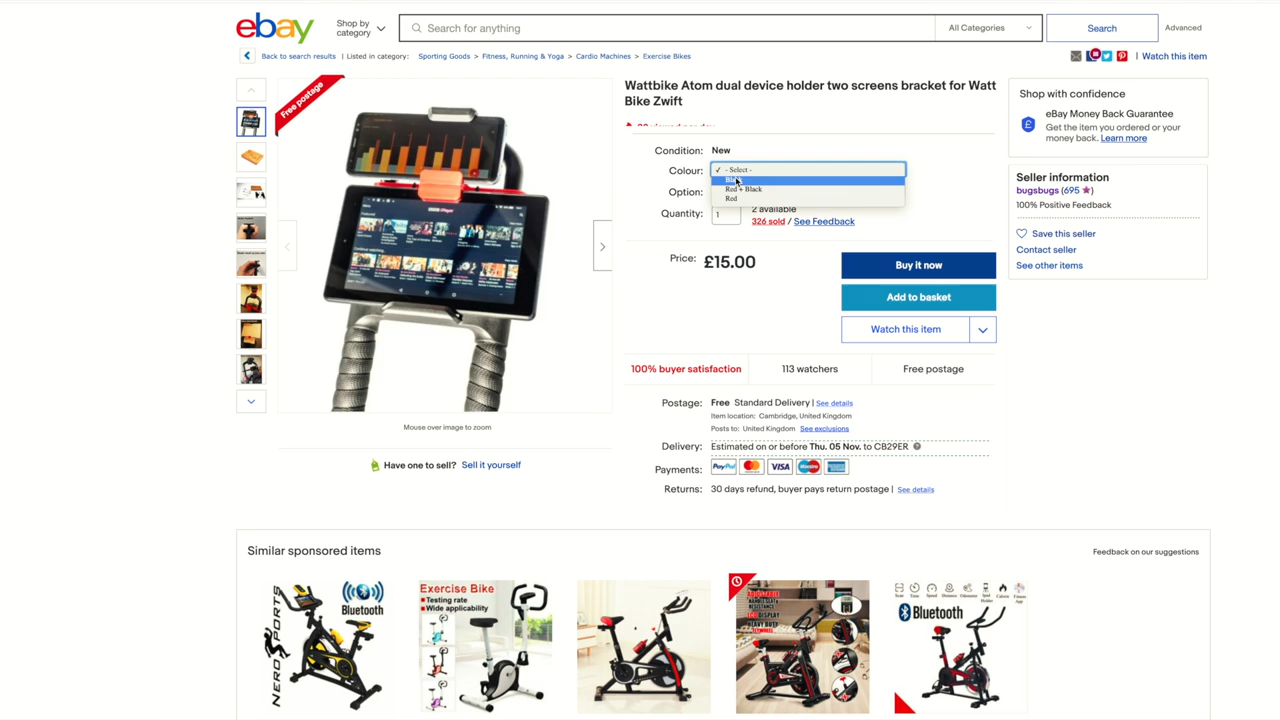 ebay
Shop by
category
Search for anything
All Categories
Search
Advanced
Back to search results | Listed in category: Sporting Goods > Fitness, Running & Yoga > Cardio Machines > Exercise Bikes
| Watch this item
Free postage
Wattbike Atom dual device holder two screens bracket for Watt
Bike Zwift
Condition: New
Colour: ✓ - Select -
Red + Black
Red
Option:
Quantity: 1 2 available
326 sold / See Feedback
Price: £15.00
Buy it now
Add to basket
Watch this item
100% buyer satisfaction 113 watchers Free postage
Postage: Free Standard Delivery | See details
Item location: Cambridge, United Kingdom
Posts to: United Kingdom See exclusions
Delivery: Estimated on or before Thu. 05 Nov. to CB29ER
Payments: PayPal VISA
Returns: 30 days refund, buyer pays return postage | See details
Shop with confidence
eBay Money Back Guarantee
Get the item you ordered or your
money back. Learn more
Seller information
bugsbugs (695 ★)
100% Positive Feedback
Save this seller
Contact seller
See other items
Mouse over image to zoom
Have one to sell? Sell it yourself
Similar sponsored items
Feedback on our suggestions
NERO SPORTS
Bluetooth
Exercise Bike
Testing rate
Wide applicability
Bluetooth